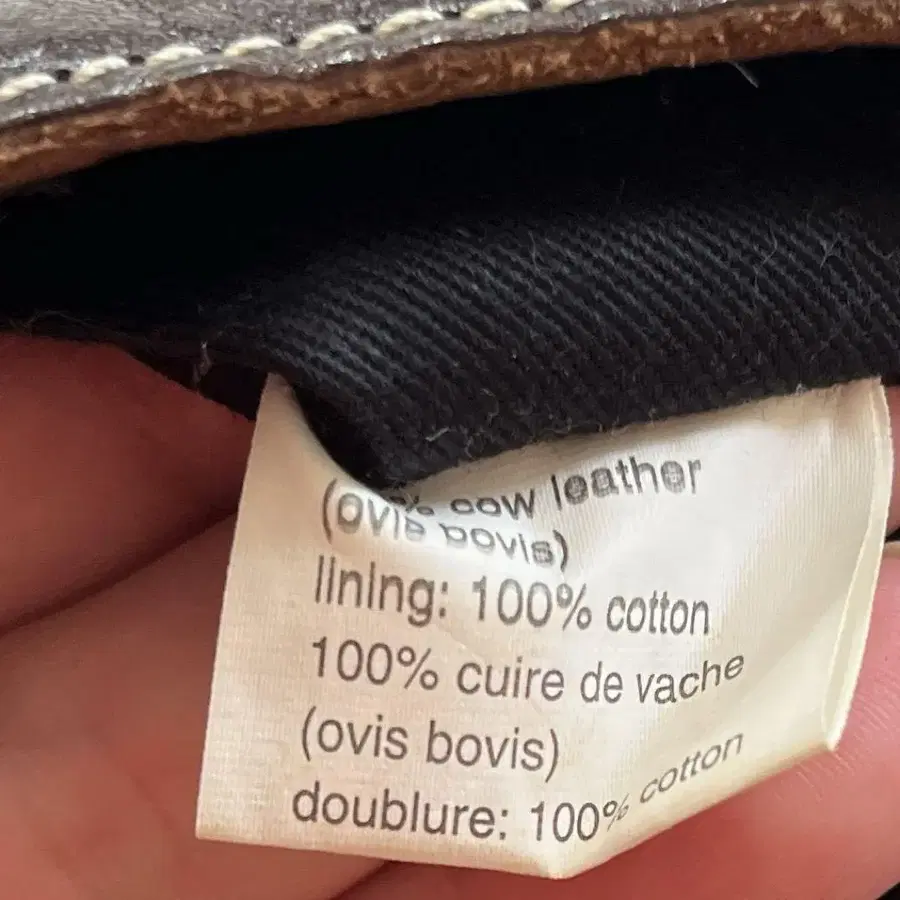 % cow leather
(ovis bovis)
lining: 100% cotton
100% cuire de vache
(ovis bovis)
doublure: 100% cotton